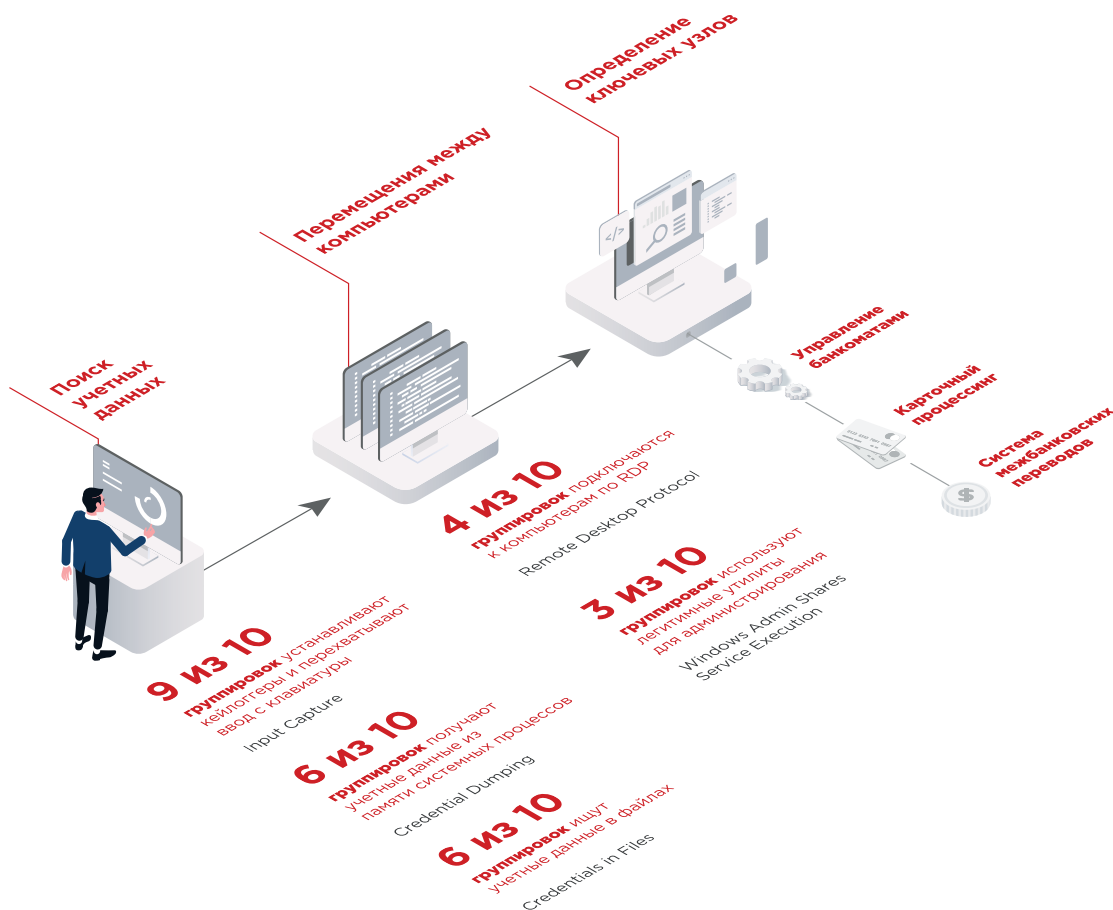 Определение
ключевых узлов
Перемещения между
компьютерами
Поиск
учетных
данных
Управление
банкоматами
Карточный
процессинг
Система
межбанковских
переводов
4 из 10
группировок подключаются
к компьютерам по RDP
Remote Desktop Protocol
3 из 10
группировок используют
легитимные утилиты
для администрирования
Windows Admin Shares
Service Execution
9 из 10
группировок устанавливают
кейлоггеры и перехватывают
ввод с клавиатуры
Input Capture
6 из 10
группировок получают
учетные данные из
памяти системных процессов
Credential Dumping
6 из 10
группировок ищут
учетные данные в файлах
Credentials in Files